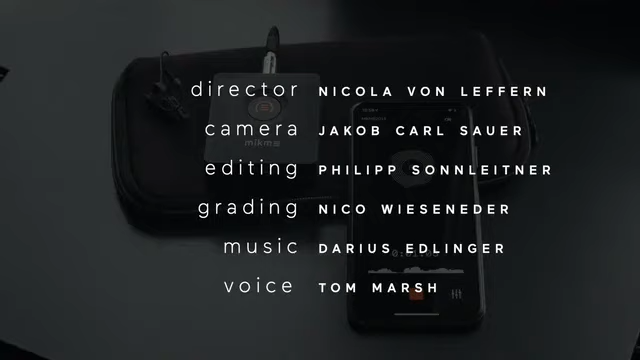 director NICOLA VON LEFFERN
camera JAKOB CARL SAUER
mikme
editing PHILIPP SONNLEITNER
grading NICO WIESENEDER
music DARIUS EDLINGER
voice TOM MARSH